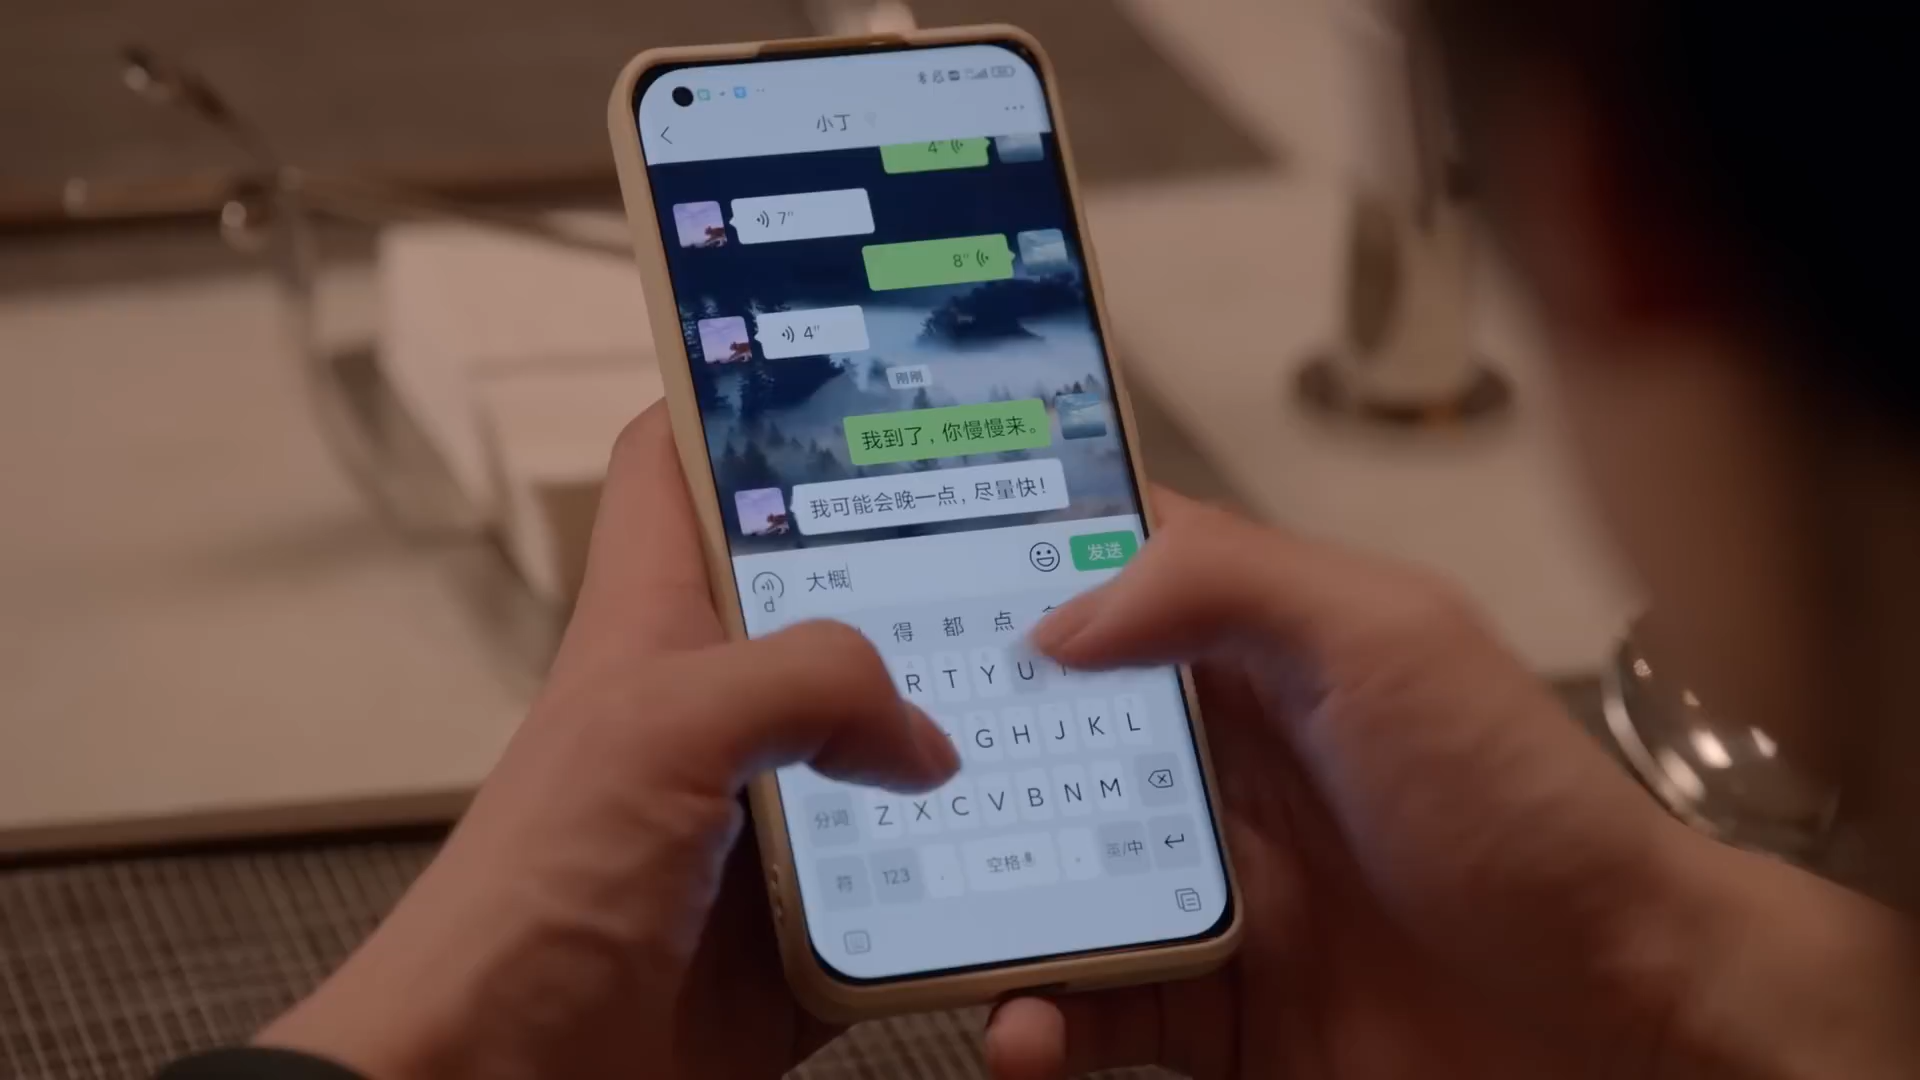 小丁
4"
7"
8"
4"
刚刚
我到了，你慢慢来。
我可能会晚一点，尽量快！
大概
发送
d
得 都 点
R T Y U
G H J K L
分词 Z X C V B N M
符 123 空格 英/中